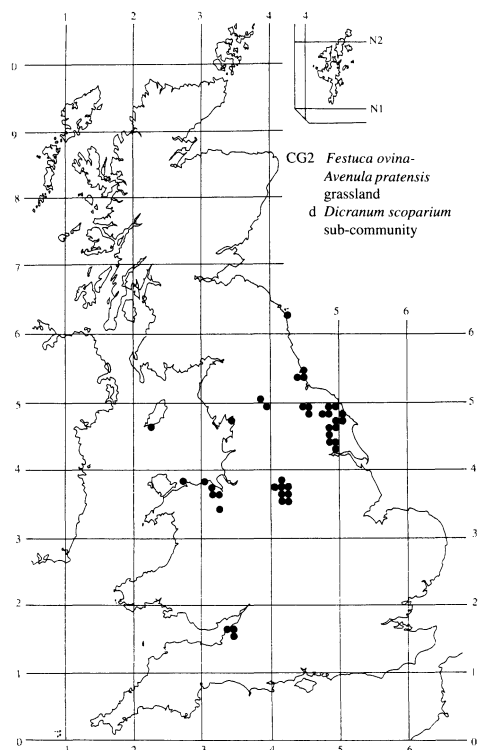 1 2 3 4 5 6
4
N2
N1
CG2 Festuca ovina-
Avenula pratensis
grassland
d Dicranum scoparium
sub-community
0
9
8
7
6 6
5 5
4 4
3 3
2 2
1 1
0 0
1 2 3 4 5 6